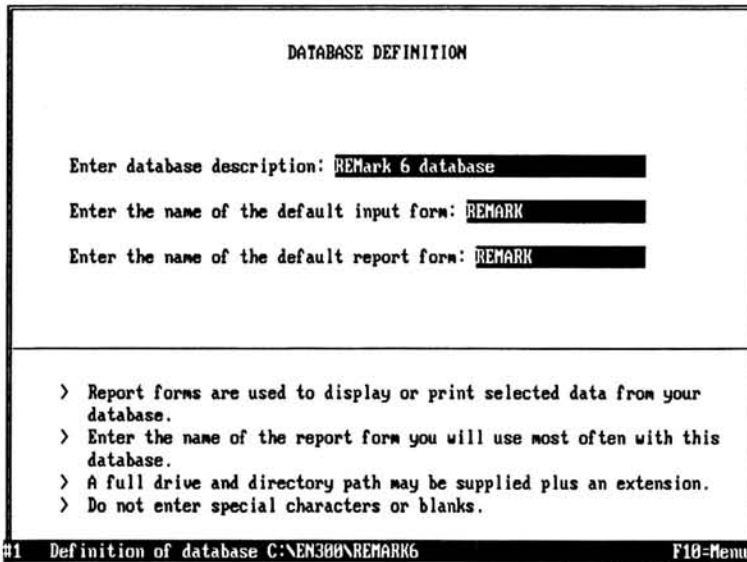 DATABASE DEFINITION
Enter database description: REMark 6 database
Enter the name of the default input form: REMARK
Enter the name of the default report form: REMARK
> Report forms are used to display or print selected data from your
database.
> Enter the name of the report form you will use most often with this
database.
> A full drive and directory path may be supplied plus an extension.
> Do not enter special characters or blanks.
#1 Definition of database C:\EN300\REMARK6 F10=Menu